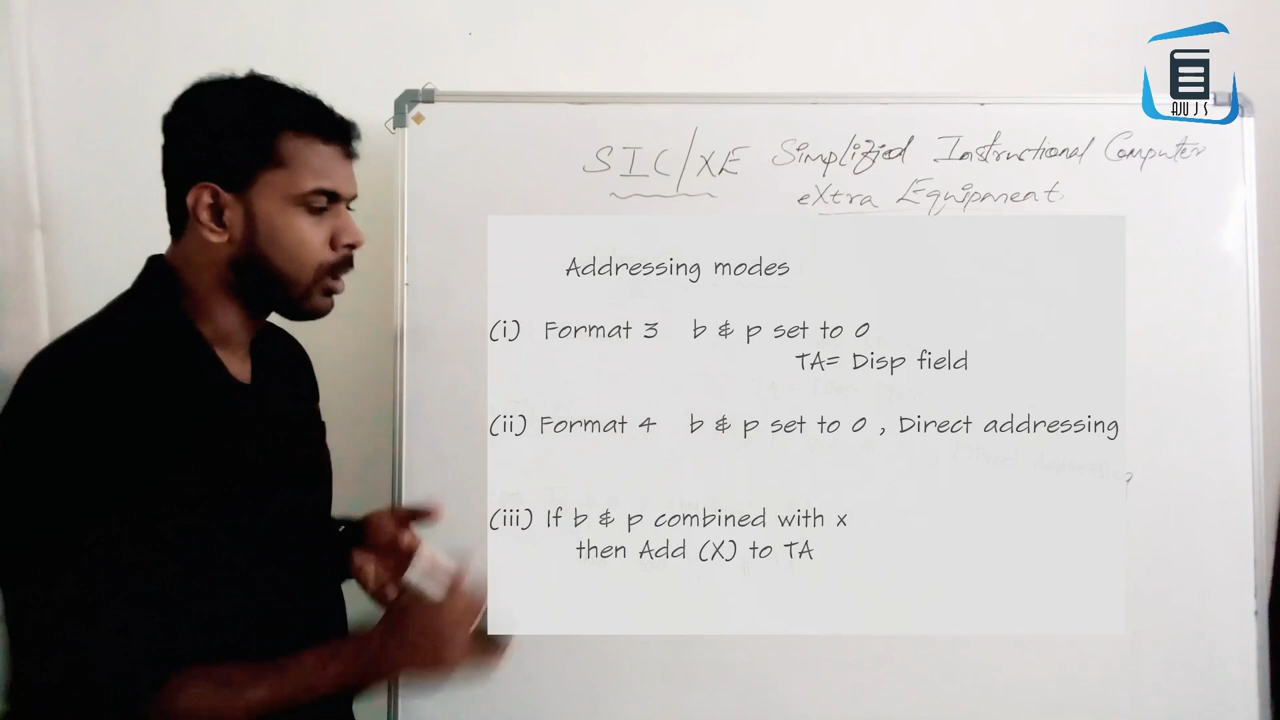 AJU J S
SIC/XE Simplified Instructional Computer
eXtra Equipment
Addressing modes
(i) Format 3 b & p set to 0
TA= Disp field
(ii) Format 4 b & p set to 0 , Direct addressing
(iii) If b & p combined with x
then Add (X) to TA